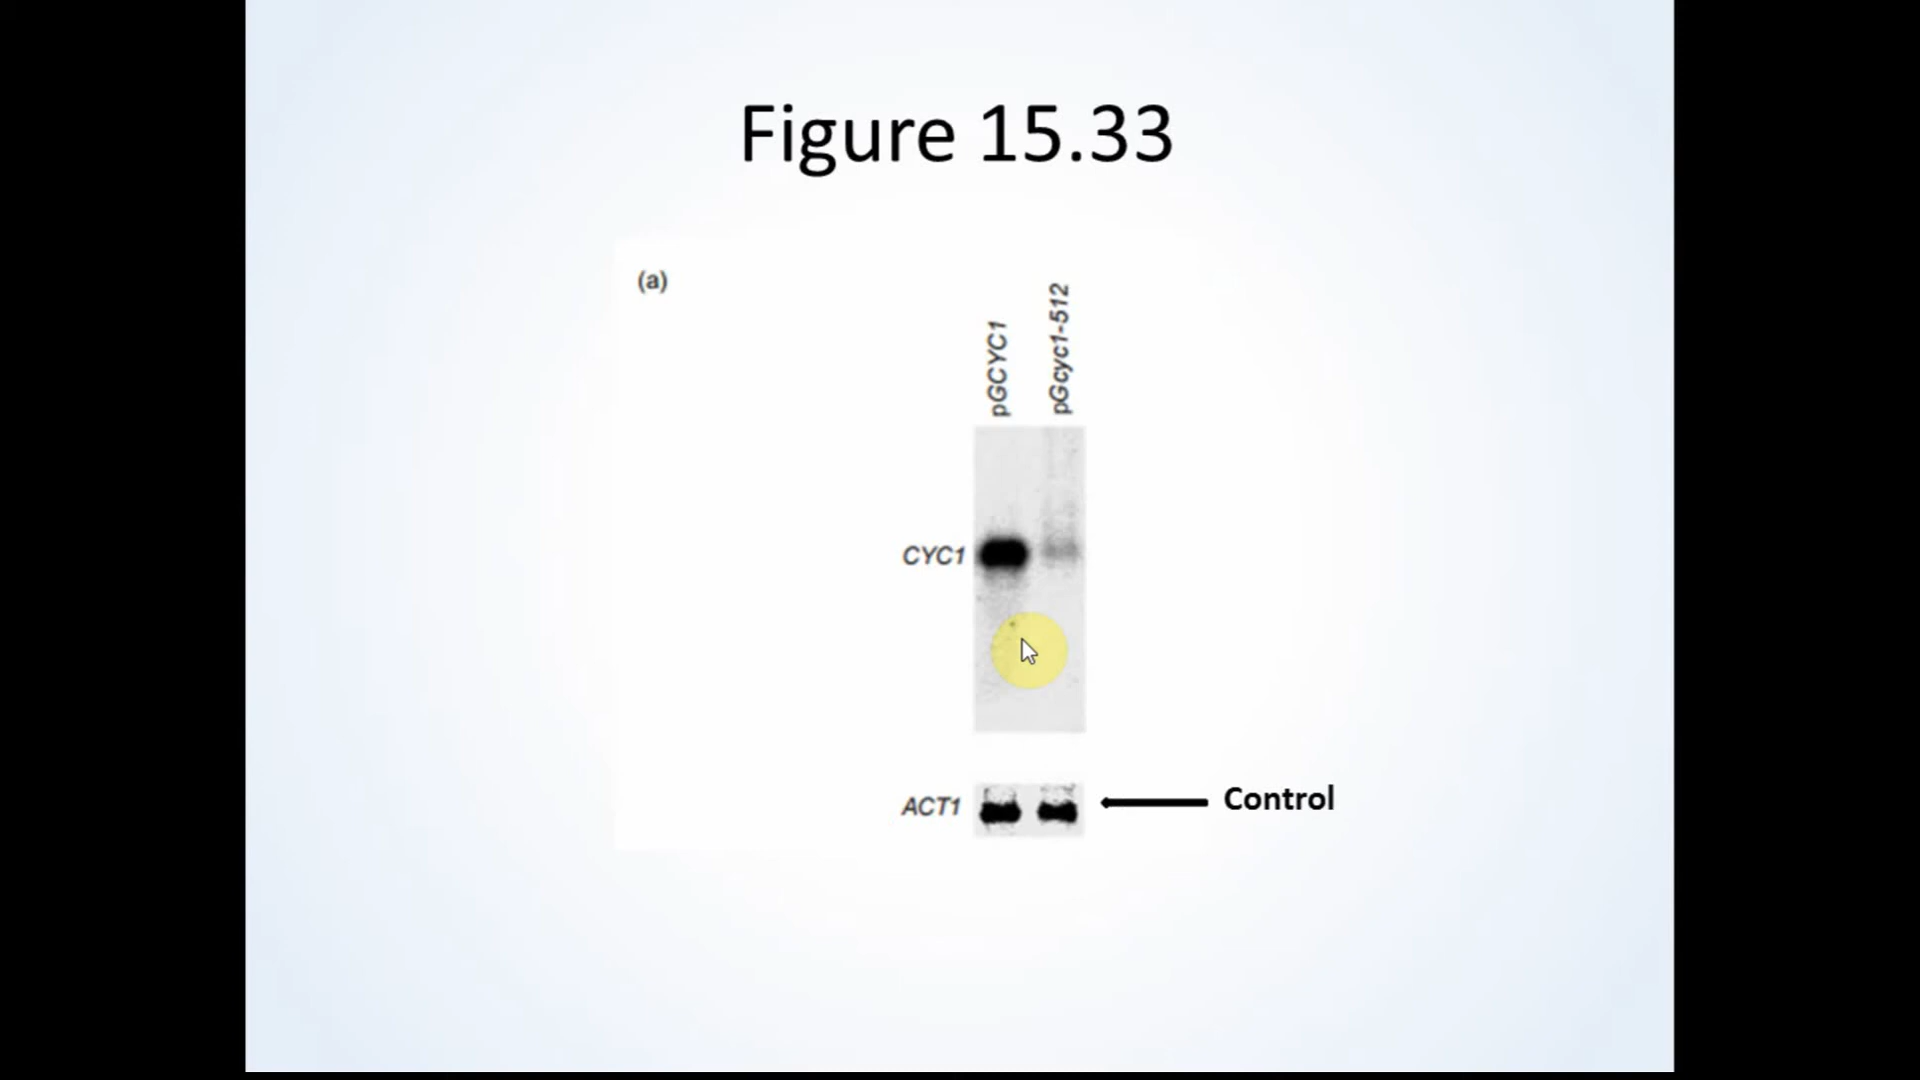 Figure 15.33
(a)
pGCYC1
pGcyc1-512
CYC1
ACT1
Control